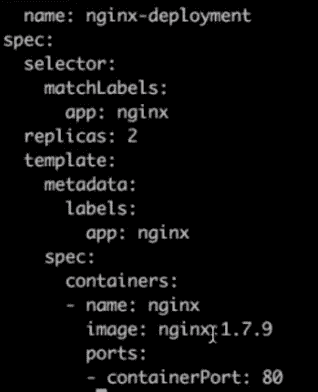 name: nginx-deployment
spec:
  selector:
    matchLabels:
      app: nginx
  replicas: 2
  template:
    metadata:
      labels:
        app: nginx
    spec:
      containers:
      - name: nginx
        image: nginx:1.7.9
        ports:
        - containerPort: 80